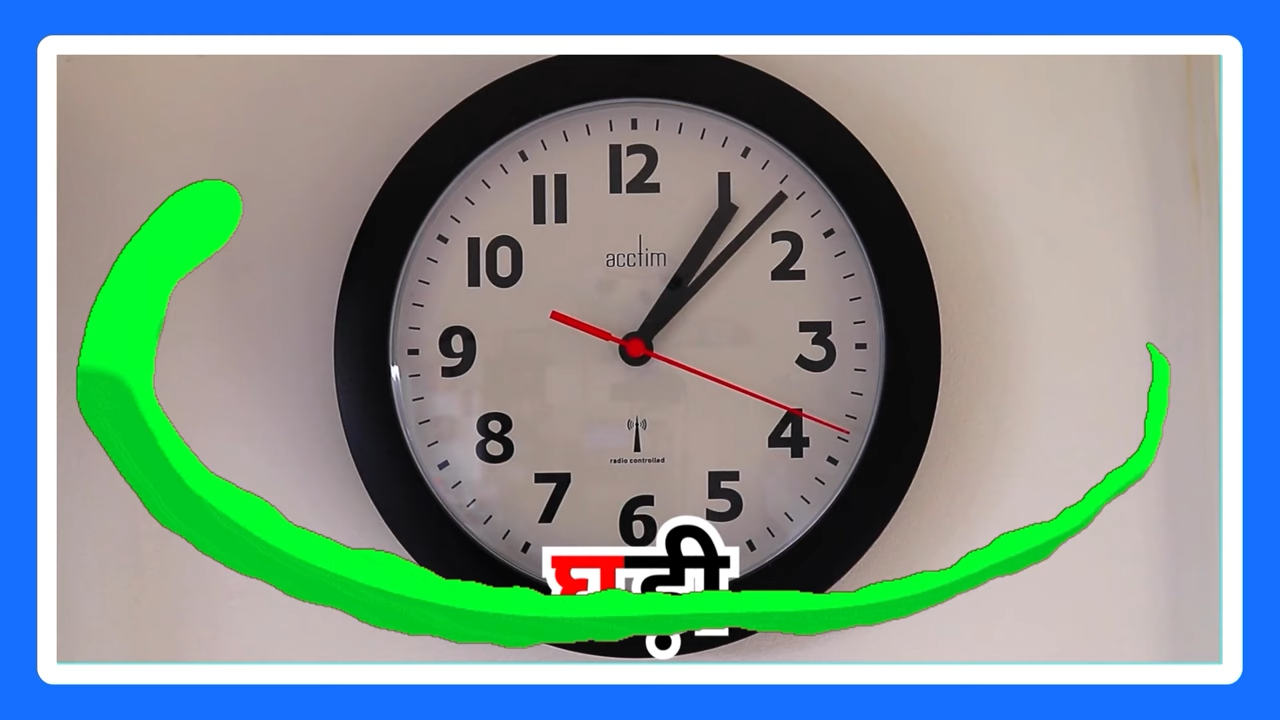 12
11 1
10 acctim 2
9 3
8 4
radio controlled
7 5
6
घड़ी